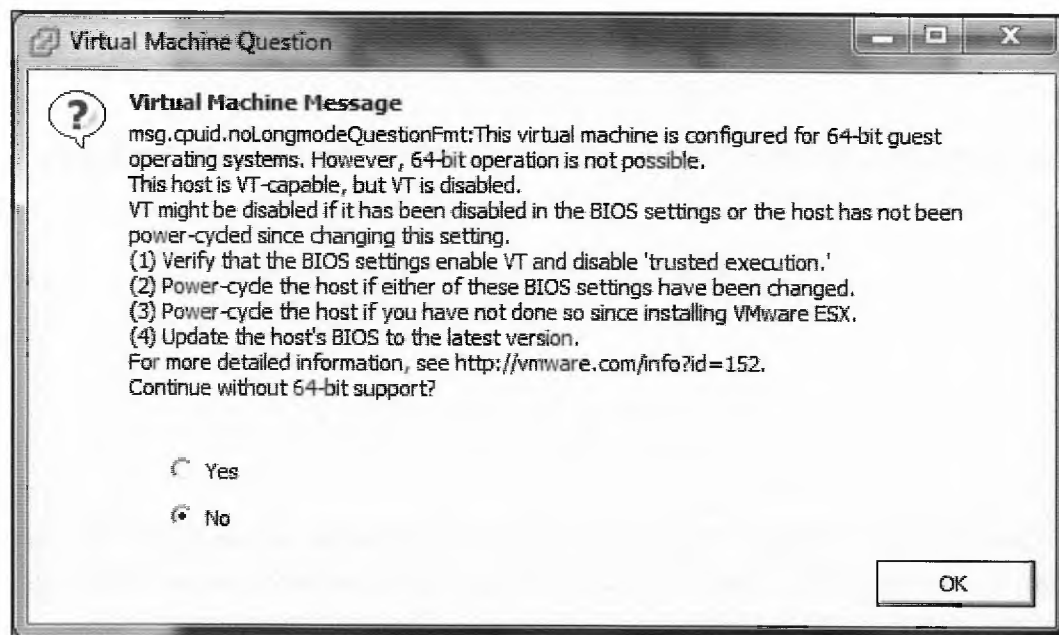 Virtual Machine Question
Virtual Machine Message
msg.cpuid.noLongmodeQuestionFmt:This virtual machine is configured for 64-bit guest
operating systems. However, 64-bit operation is not possible.
This host is VT-capable, but VT is disabled.
VT might be disabled if it has been disabled in the BIOS settings or the host has not been
power-cycled since changing this setting.
(1) Verify that the BIOS settings enable VT and disable 'trusted execution.'
(2) Power-cycle the host if either of these BIOS settings have been changed.
(3) Power-cycle the host if you have not done so since installing VMware ESX.
(4) Update the host's BIOS to the latest version.
For more detailed information, see http://vmware.com/info?id=152.
Continue without 64-bit support?
Yes
No
OK